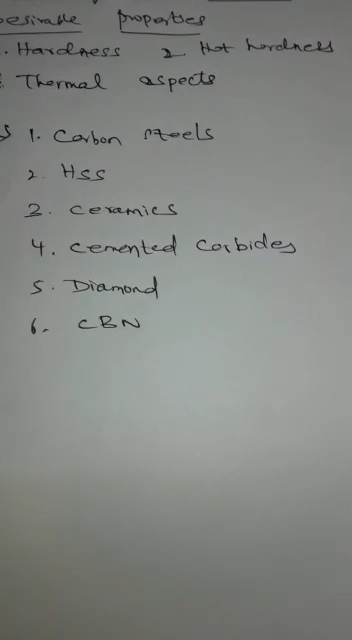 Desirable properties
. Hardness 2 Hot hardness
Thermal aspects
s 1. Carbon steels
2. HSS
3. ceramics
4. cemented carbides
5. Diamond
6. CBN